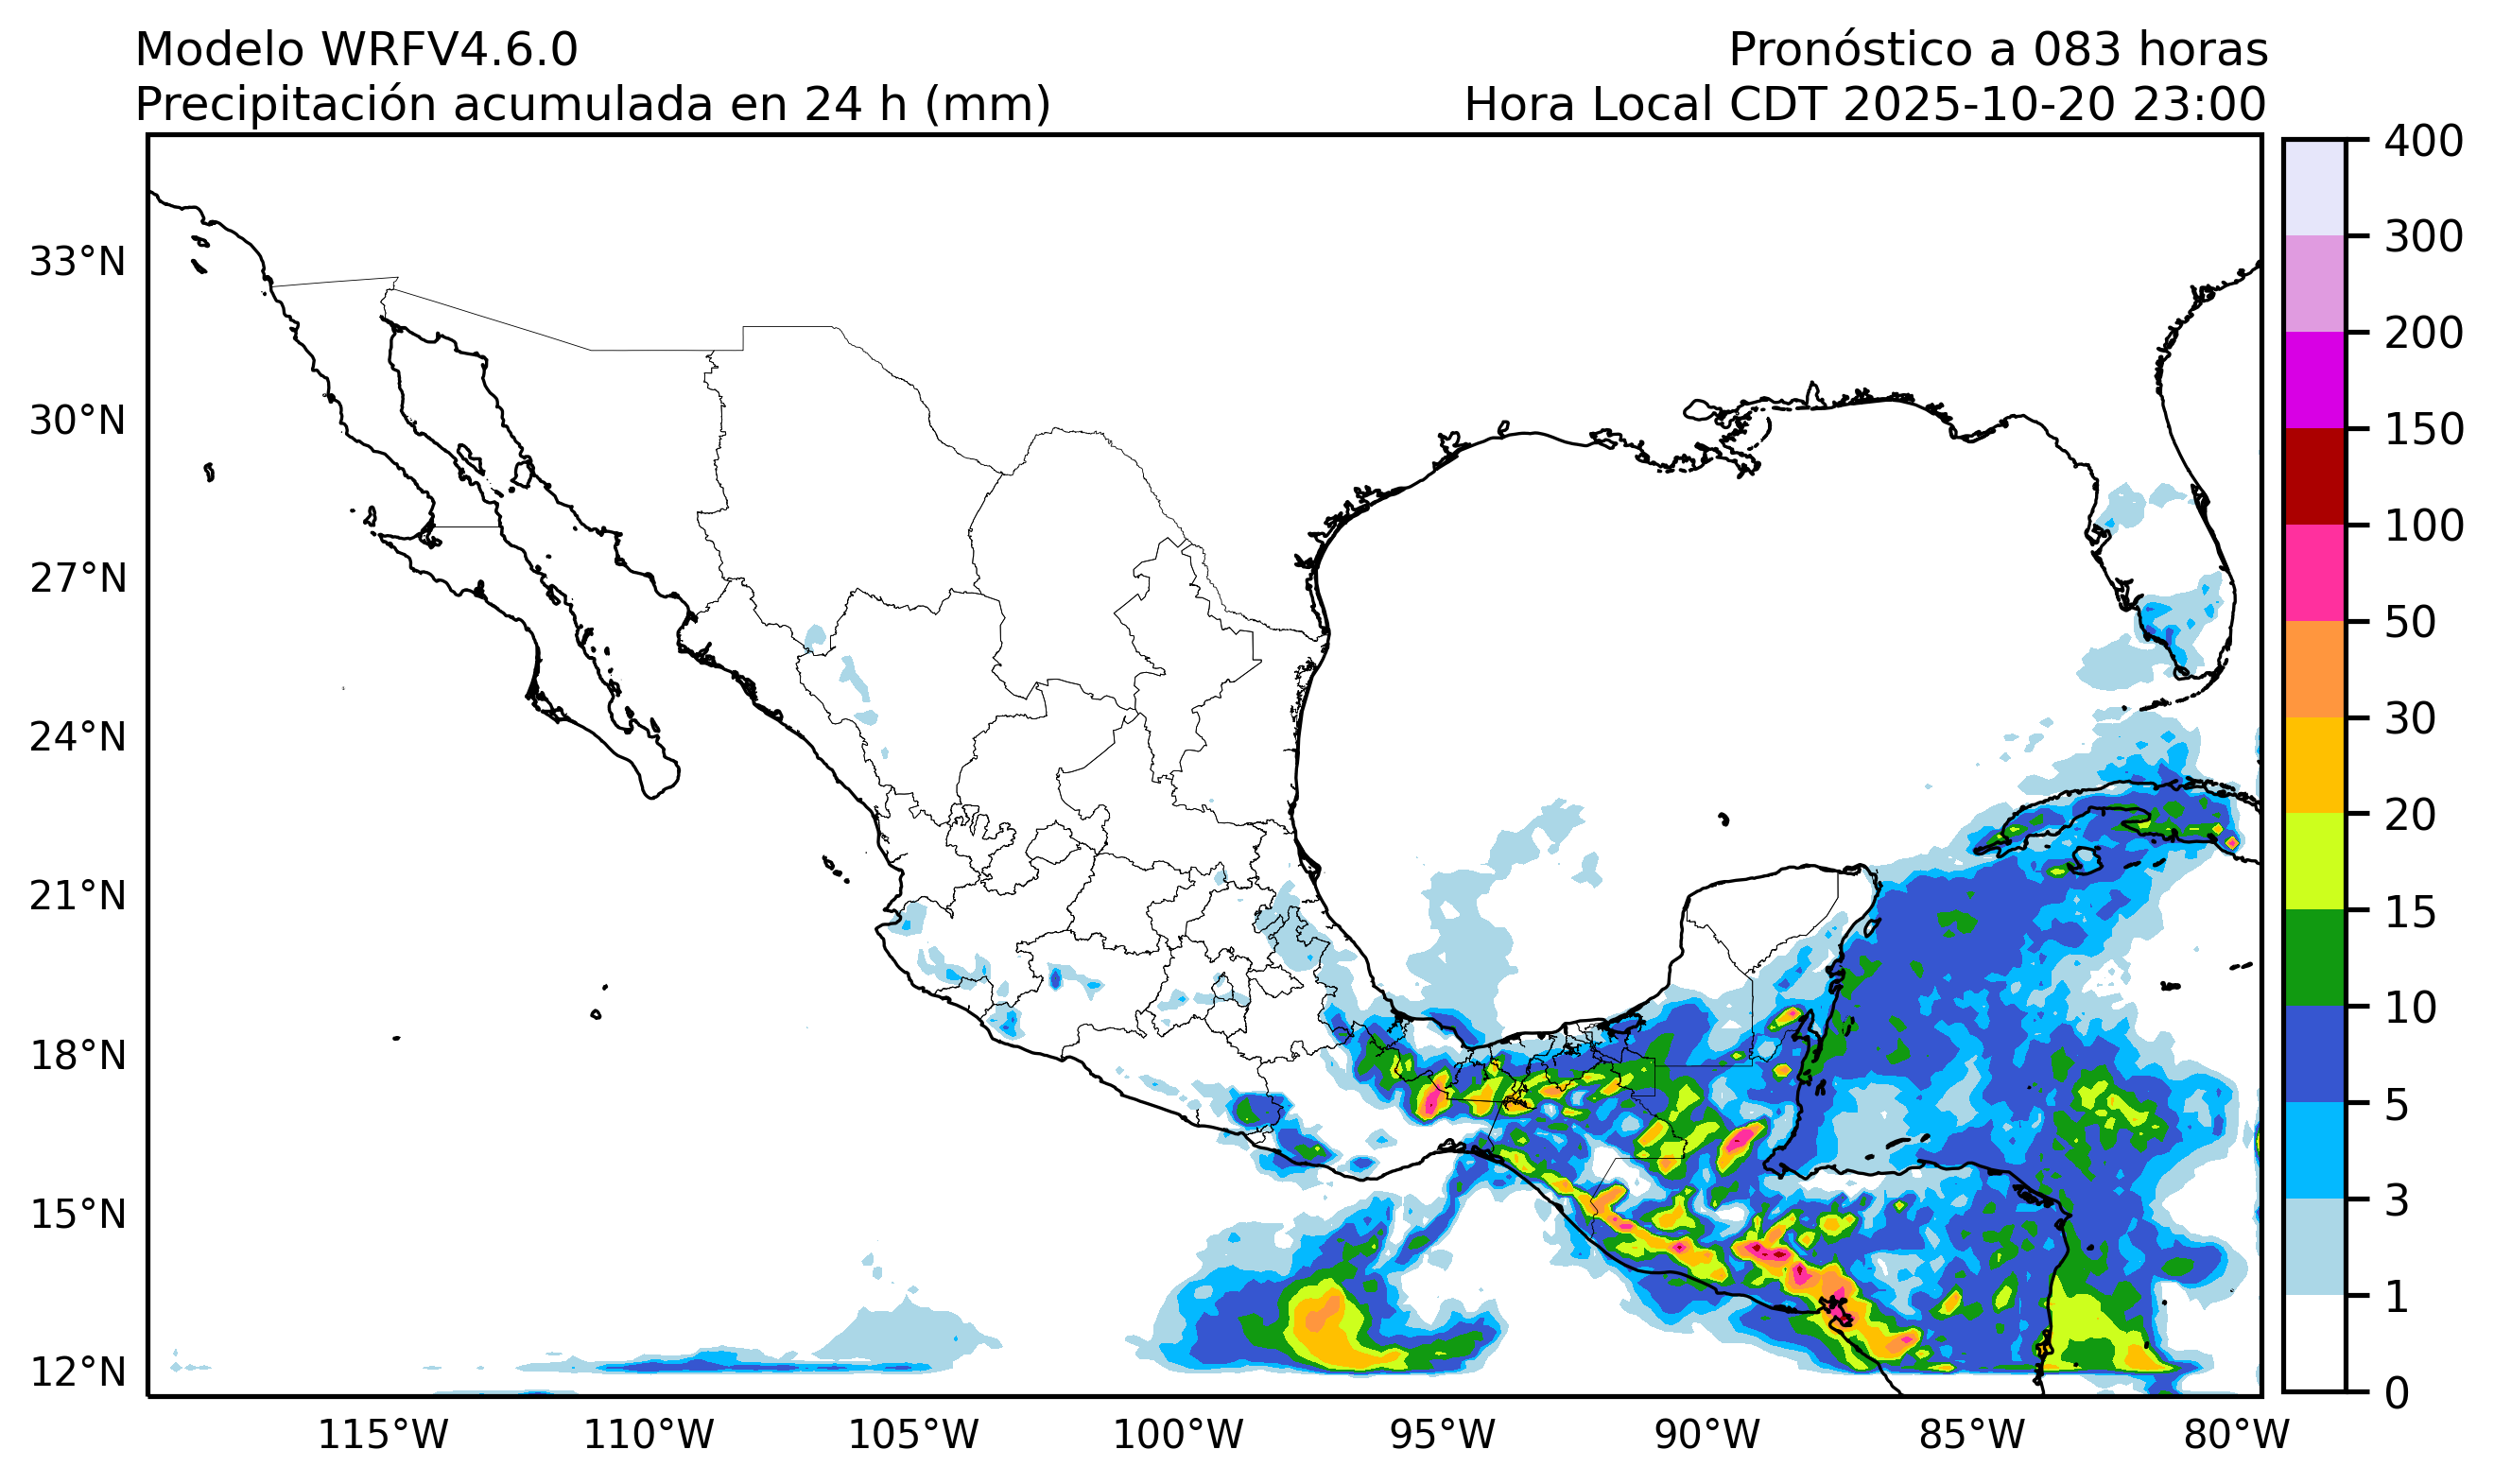 Modelo WRFV4.6.0
Pronóstico a 083 horas
Precipitación acumulada en 24 h (mm)
Hora Local CDT 2025-10-20 23:00
33°N
30°N
27°N
24°N
21°N
18°N
15°N
12°N
115°W
110°W
105°W
100°W
95°W
90°W
85°W
80°W
400
300
200
150
100
50
30
20
15
10
5
3
1
0